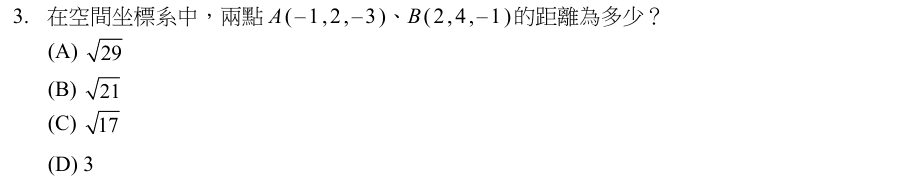 3. 在空間坐標系中，兩點 A(−1,2,−3)、B(2,4,−1)的距離為多少？
(A) √29
(B) √21
(C) √17
(D) 3